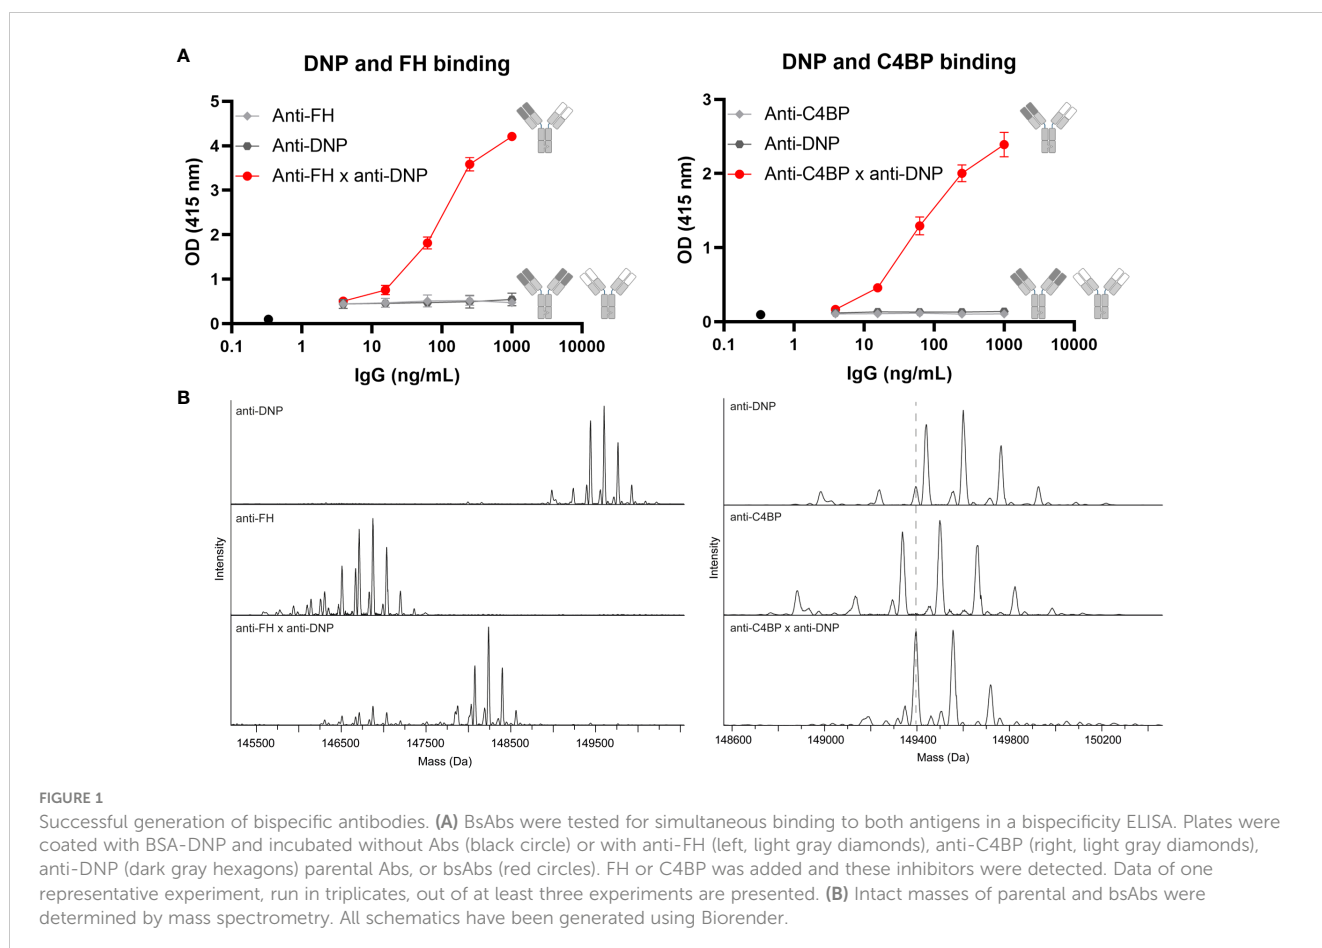 A
DNP and FH binding
5
4
3
2
1
0
OD (415 nm)
Anti-FH
Anti-DNP
Anti-FH x anti-DNP
0.1 1 10 100 1000 10000
IgG (ng/mL)
DNP and C4BP binding
3
2
1
0
OD (415 nm)
Anti-C4BP
Anti-DNP
Anti-C4BP x anti-DNP
0.1 1 10 100 1000 10000
IgG (ng/mL)
B
anti-DNP
anti-FH
anti-FH x anti-DNP
Intensity
145500 146500 147500 148500 149500
Mass (Da)
anti-DNP
anti-C4BP
anti-C4BP x anti-DNP
Intensity
148600 149000 149400 149800 150200
Mass (Da)
FIGURE 1
Successful generation of bispecific antibodies. (A) BsAbs were tested for simultaneous binding to both antigens in a bispecificity ELISA. Plates were
coated with BSA-DNP and incubated without Abs (black circle) or with anti-FH (left, light gray diamonds), anti-C4BP (right, light gray diamonds),
anti-DNP (dark gray hexagons) parental Abs, or bsAbs (red circles). FH or C4BP was added and these inhibitors were detected. Data of one
representative experiment, run in triplicates, out of at least three experiments are presented. (B) Intact masses of parental and bsAbs were
determined by mass spectrometry. All schematics have been generated using Biorender.